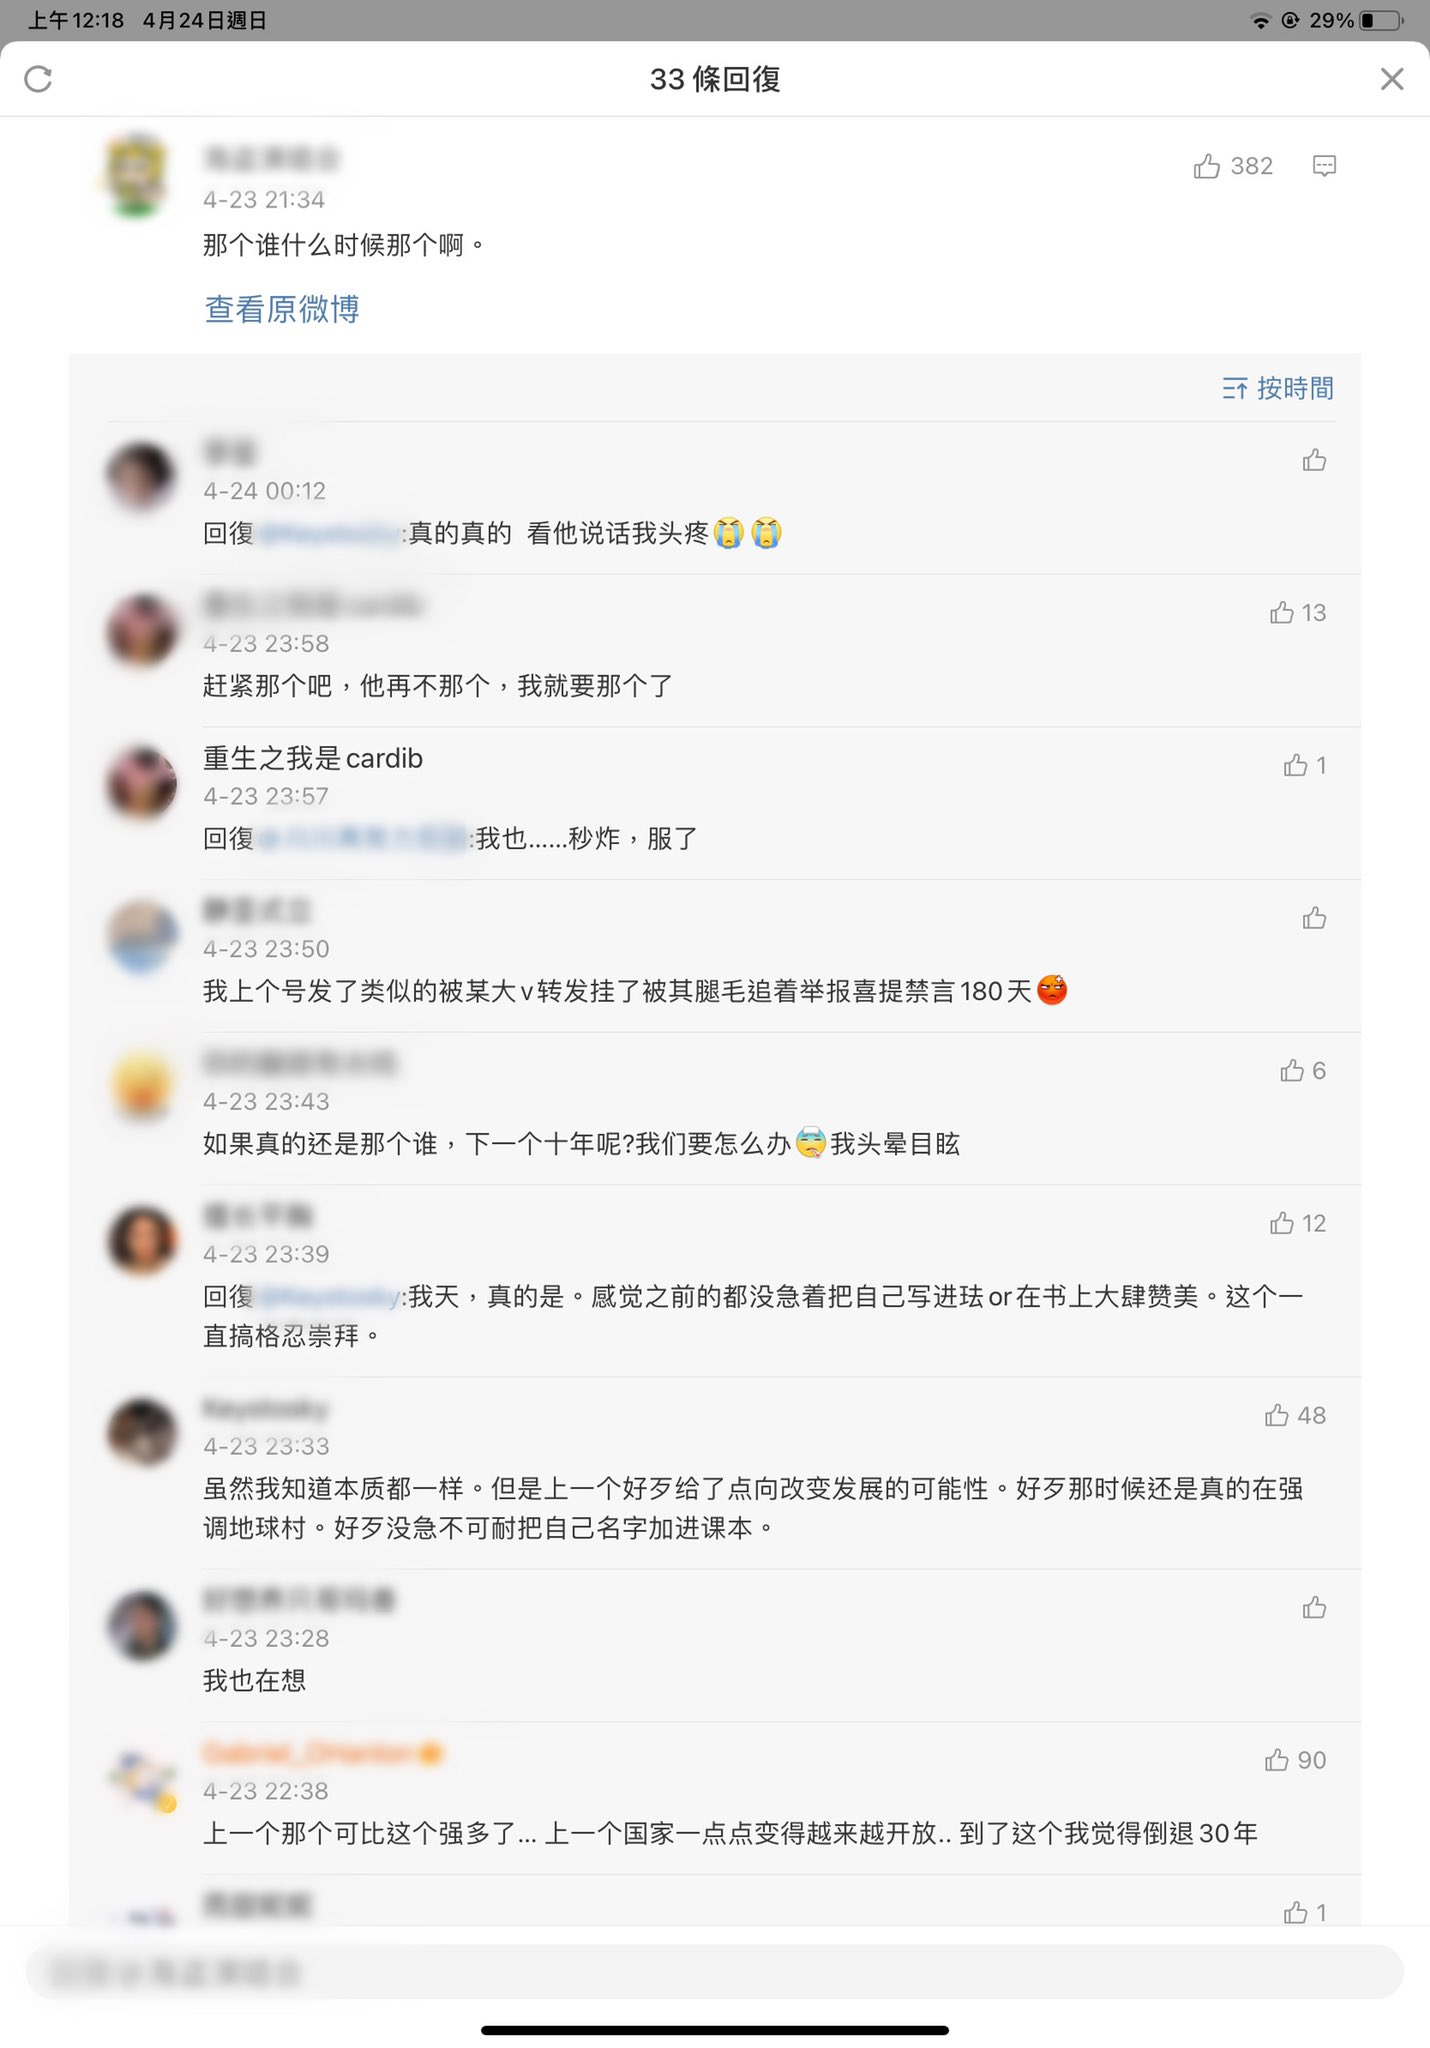 上午12:18 4月24日週日
29%
33 條回復
4-23 21:34
382
那个谁什么时候那个啊。
查看原微博
按時間
4-24 00:12
回復 :真的真的 看他说话我头疼😭😭
4-23 23:58
13
赶紧那个吧，他再不那个，我就要那个了
重生之我是cardib
1
4-23 23:57
回復 :我也......秒炸，服了
4-23 23:50
我上个号发了类似的被某大v转发挂了被其腿毛追着举报喜提禁言180天😡
6
4-23 23:43
如果真的还是那个谁，下一个十年呢?我们要怎么办🤒我头晕目眩
12
4-23 23:39
回復 :我天，真的是。感觉之前的都没急着把自己写进珐or在书上大肆赞美。这个一
直搞格忍崇拜。
Keystosky
48
4-23 23:33
虽然我知道本质都一样。但是上一个好歹给了点向改变发展的可能性。好歹那时候还是真的在强
调地球村。好歹没急不可耐把自己名字加进课本。
4-23 23:28
我也在想
90
4-23 22:38
上一个那个可比这个强多了... 上一个国家一点点变得越来越开放.. 到了这个我觉得倒退30年
1